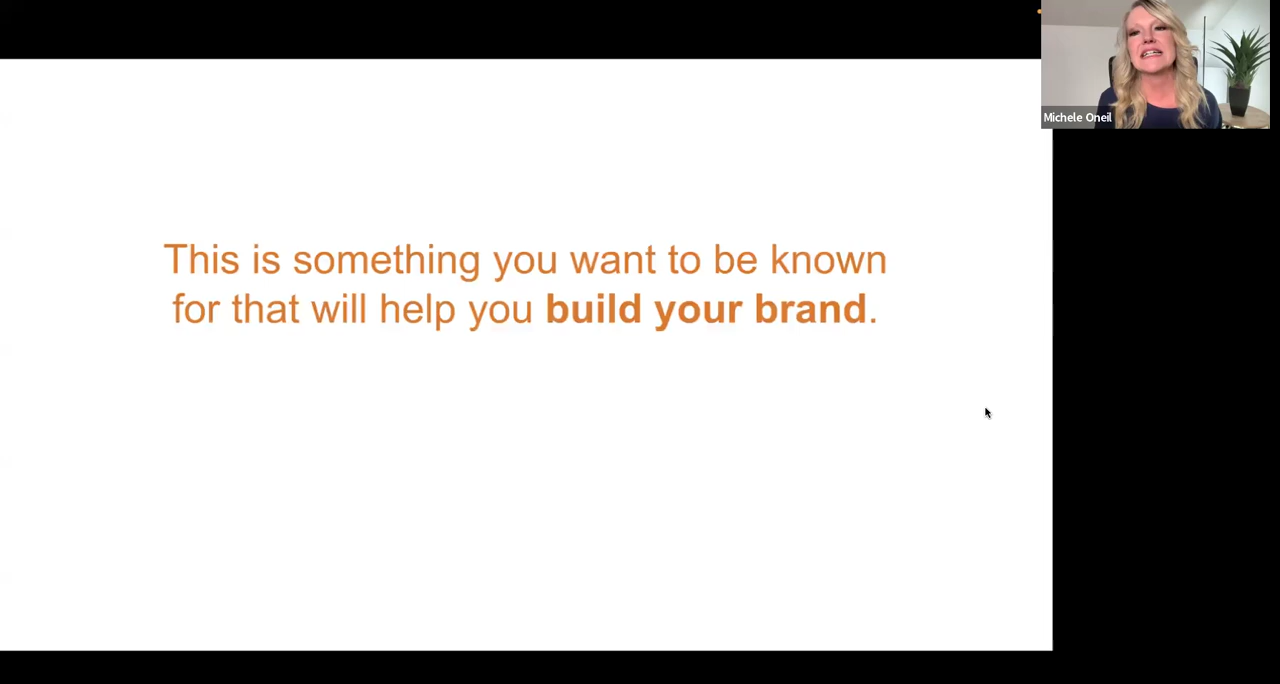 This is something you want to be known
for that will help you build your brand.
Michele Oneil